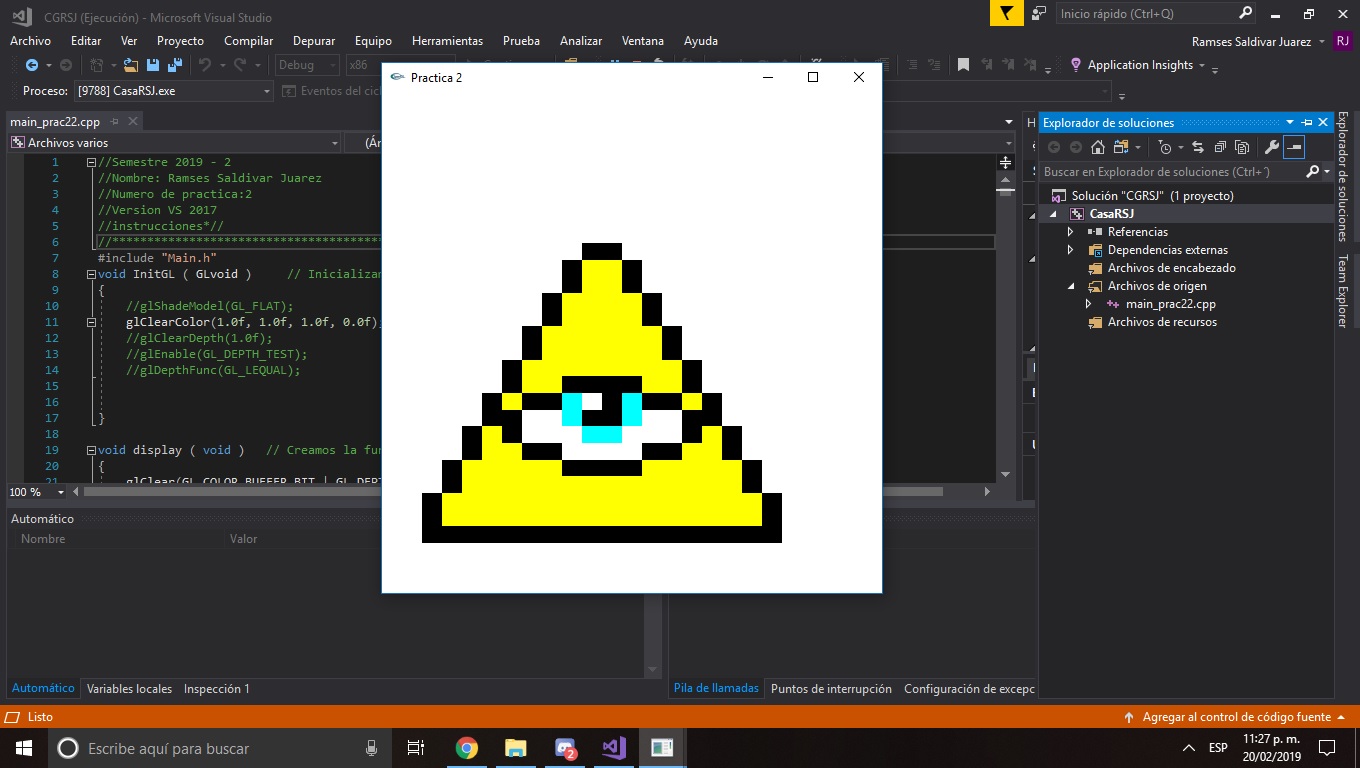 CGRSJ (Ejecución) - Microsoft Visual Studio
Inicio rápido (Ctrl+Q)
Archivo Editar Ver Proyecto Compilar Depurar Equipo Herramientas Prueba Analizar Ventana Ayuda
Ramses Saldivar Juarez RJ
Debug x86
Application Insights
Proceso: [9788] CasaRSJ.exe
Eventos del cicl
Practica 2
main_prac22.cpp
Archivos varios
(Ár
1 //Semestre 2019 - 2
2 //Nombre: Ramses Saldivar Juarez
3 //Numero de practica:2
4 //Version VS 2017
5 //instrucciones*//
6 //****************************************
7 #include "Main.h"
8 void InitGL ( GLvoid ) // Inicializar
9 {
10 //glShadeModel(GL_FLAT);
11 glClearColor(1.0f, 1.0f, 1.0f, 0.0f);
12 //glClearDepth(1.0f);
13 //glEnable(GL_DEPTH_TEST);
14 //glDepthFunc(GL_LEQUAL);
15
16
17 }
18
19 void display ( void ) // Creamos la fun
20 {
21 glClear(GL_COLOR_BUFFER_BIT | GL_DEPT
100 %
Explorador de soluciones
Buscar en Explorador de soluciones (Ctrl+´)
Solución "CGRSJ" (1 proyecto)
CasaRSJ
Referencias
Dependencias externas
Archivos de encabezado
Archivos de origen
main_prac22.cpp
Archivos de recursos
Explorador de soluciones
Team Explorer
Automático
Nombre Valor
Automático Variables locales Inspección 1
Pila de llamadas Puntos de interrupción Configuración de excepc
Listo
Agregar al control de código fuente
Escribe aquí para buscar
2
ESP
11:27 p. m.
20/02/2019